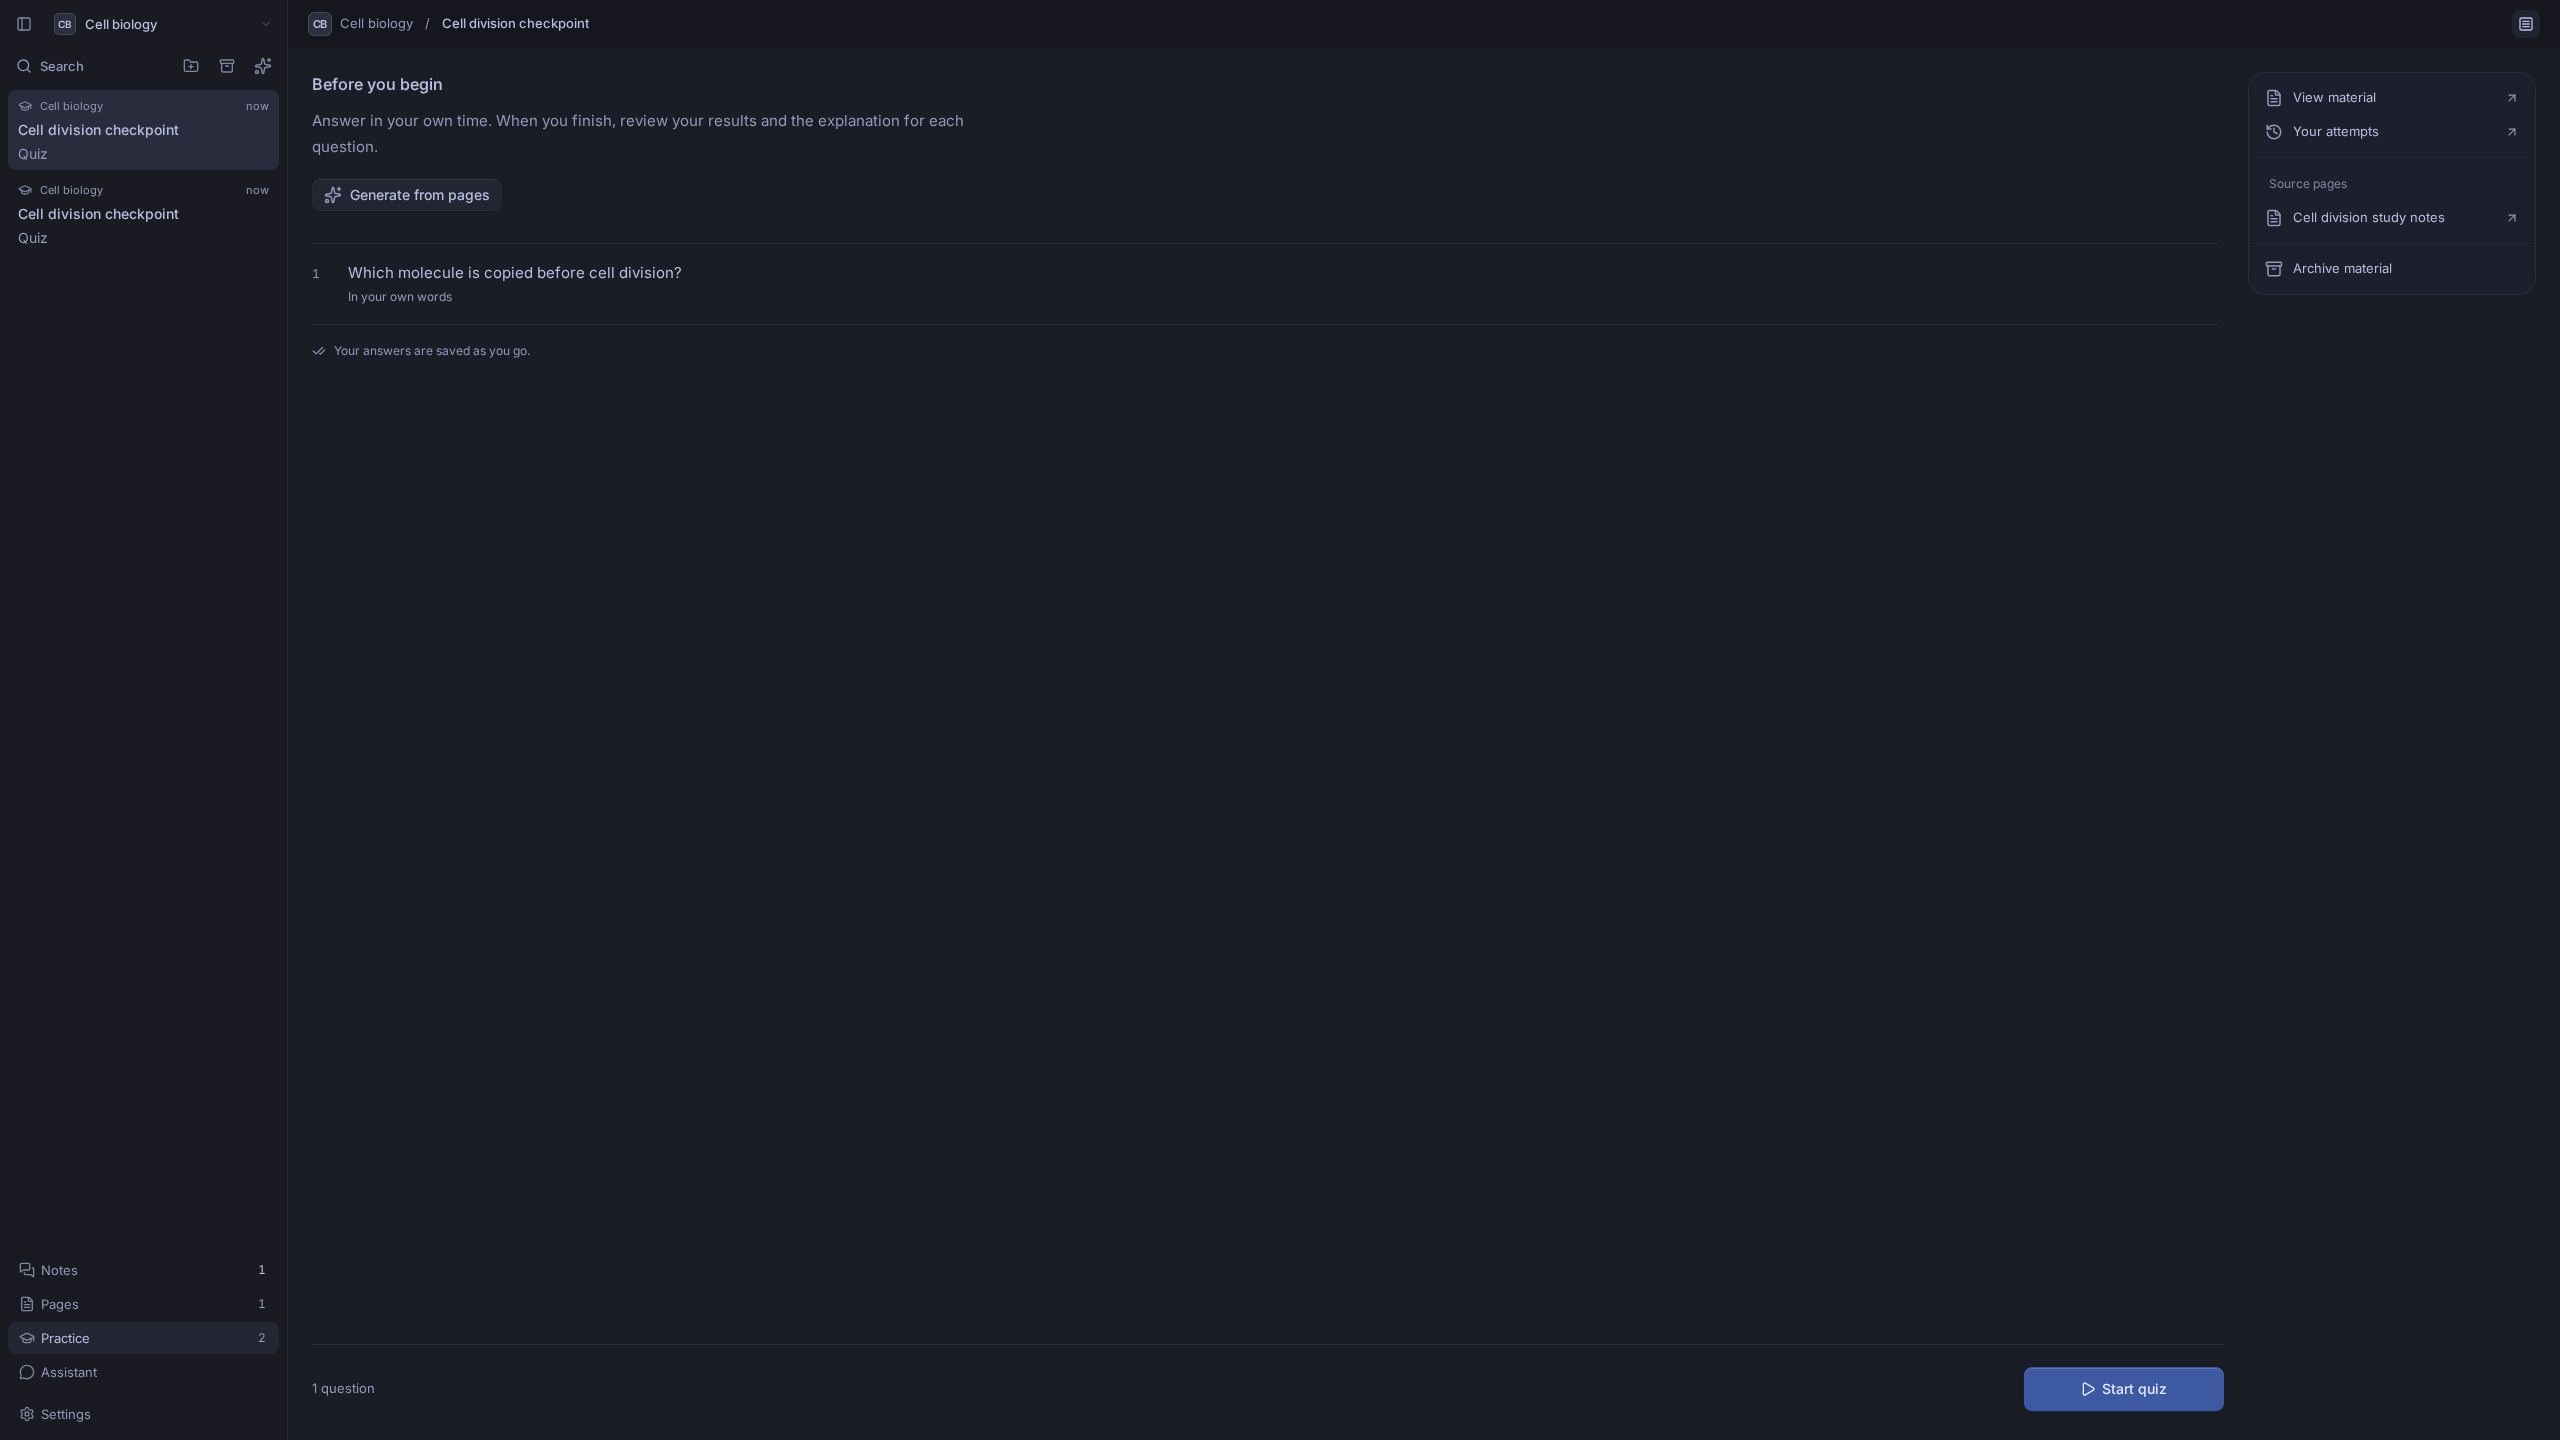 CB Cell biology
Search
Cell biology now
Cell division checkpoint
Quiz
Cell biology now
Cell division checkpoint
Quiz
Notes 1
Pages 1
Practice 2
Assistant
Settings
CB Cell biology / Cell division checkpoint
Before you begin
Answer in your own time. When you finish, review your results and the explanation for each
question.
Generate from pages
1 Which molecule is copied before cell division?
In your own words
Your answers are saved as you go.
1 question
Start quiz
View material
Your attempts
Source pages
Cell division study notes
Archive material